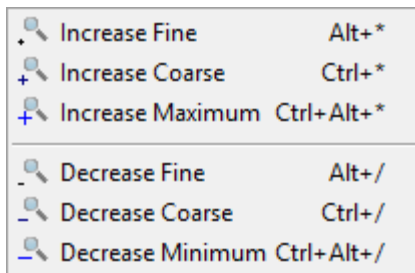 Increase Fine Alt+*
Increase Coarse Ctrl+*
Increase Maximum Ctrl+Alt+*
Decrease Fine Alt+/
Decrease Coarse Ctrl+/
Decrease Minimum Ctrl+Alt+/